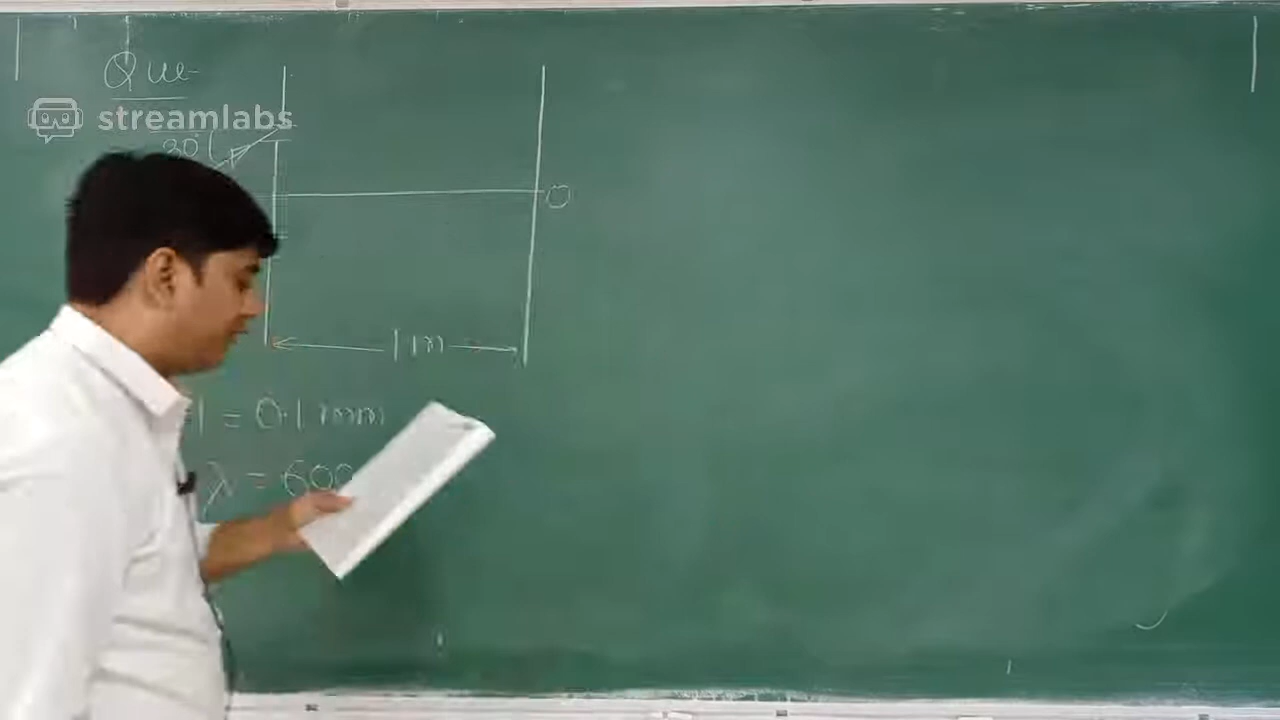 Que-
streamlabs
30°
O
1 m
= 0.1 mm
λ = 600